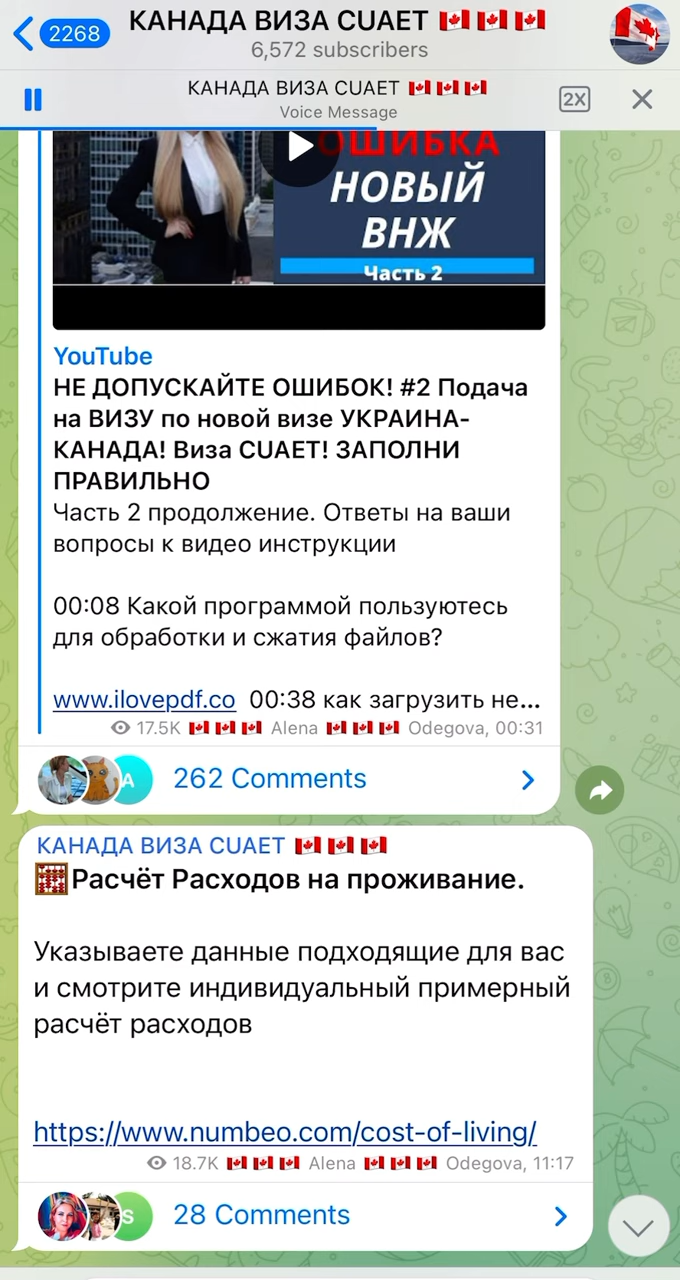 2268
КАНАДА ВИЗА CUAET 🇨🇦 🇨🇦 🇨🇦
6,572 subscribers
КАНАДА ВИЗА CUAET 🇨🇦 🇨🇦 🇨🇦
Voice Message
2X
ОШИБКА
НОВЫЙ
ВНЖ
Часть 2
YouTube
НЕ ДОПУСКАЙТЕ ОШИБОК! #2 Подача
на ВИЗУ по новой визе УКРАИНА-
КАНАДА! Виза CUAET! ЗАПОЛНИ
ПРАВИЛЬНО
Часть 2 продолжение. Ответы на ваши
вопросы к видео инструкции
00:08 Какой программой пользуютесь
для обработки и сжатия файлов?
www.ilovepdf.co 00:38 как загрузить не...
17.5K 🇨🇦 🇨🇦 🇨🇦 Alena 🇨🇦 🇨🇦 🇨🇦 Odegova, 00:31
A
262 Comments
КАНАДА ВИЗА CUAET 🇨🇦 🇨🇦 🇨🇦
🧮Расчёт Расходов на проживание.
Указываете данные подходящие для вас
и смотрите индивидуальный примерный
расчёт расходов
https://www.numbeo.com/cost-of-living/
18.7K 🇨🇦 🇨🇦 🇨🇦 Alena 🇨🇦 🇨🇦 🇨🇦 Odegova, 11:17
S
28 Comments